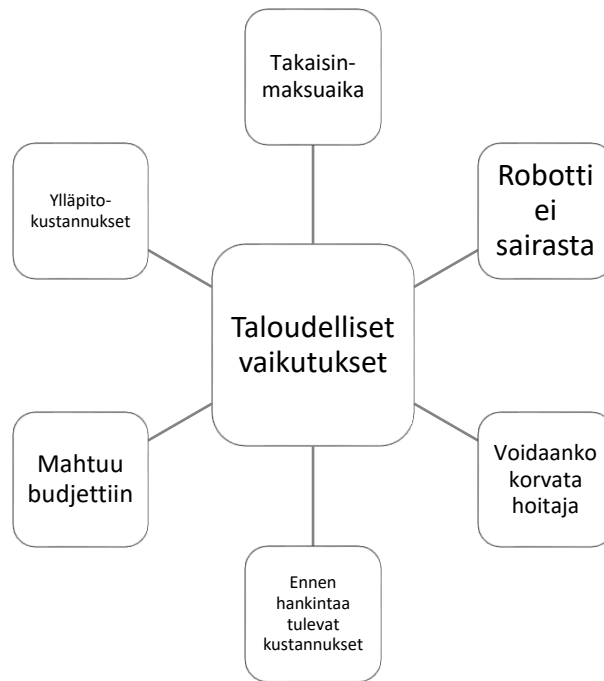 Takaisin-
maksuaika
Robotti
ei
sairasta
Ylläpito-
kustannukset
Taloudelliset
vaikutukset
Mahtuu
budjettiin
Voidaanko
korvata
hoitaja
Ennen
hankintaa
tulevat
kustannukset